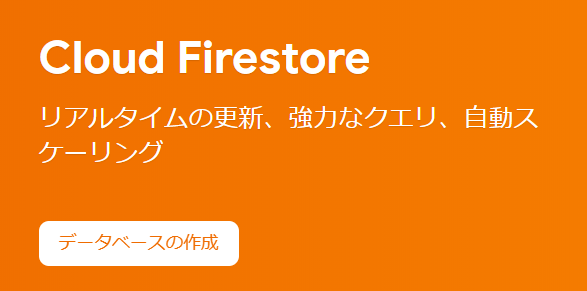 Cloud Firestore
リアルタイムの更新、強力なクエリ、自動ス
ケーリング
データベースの作成